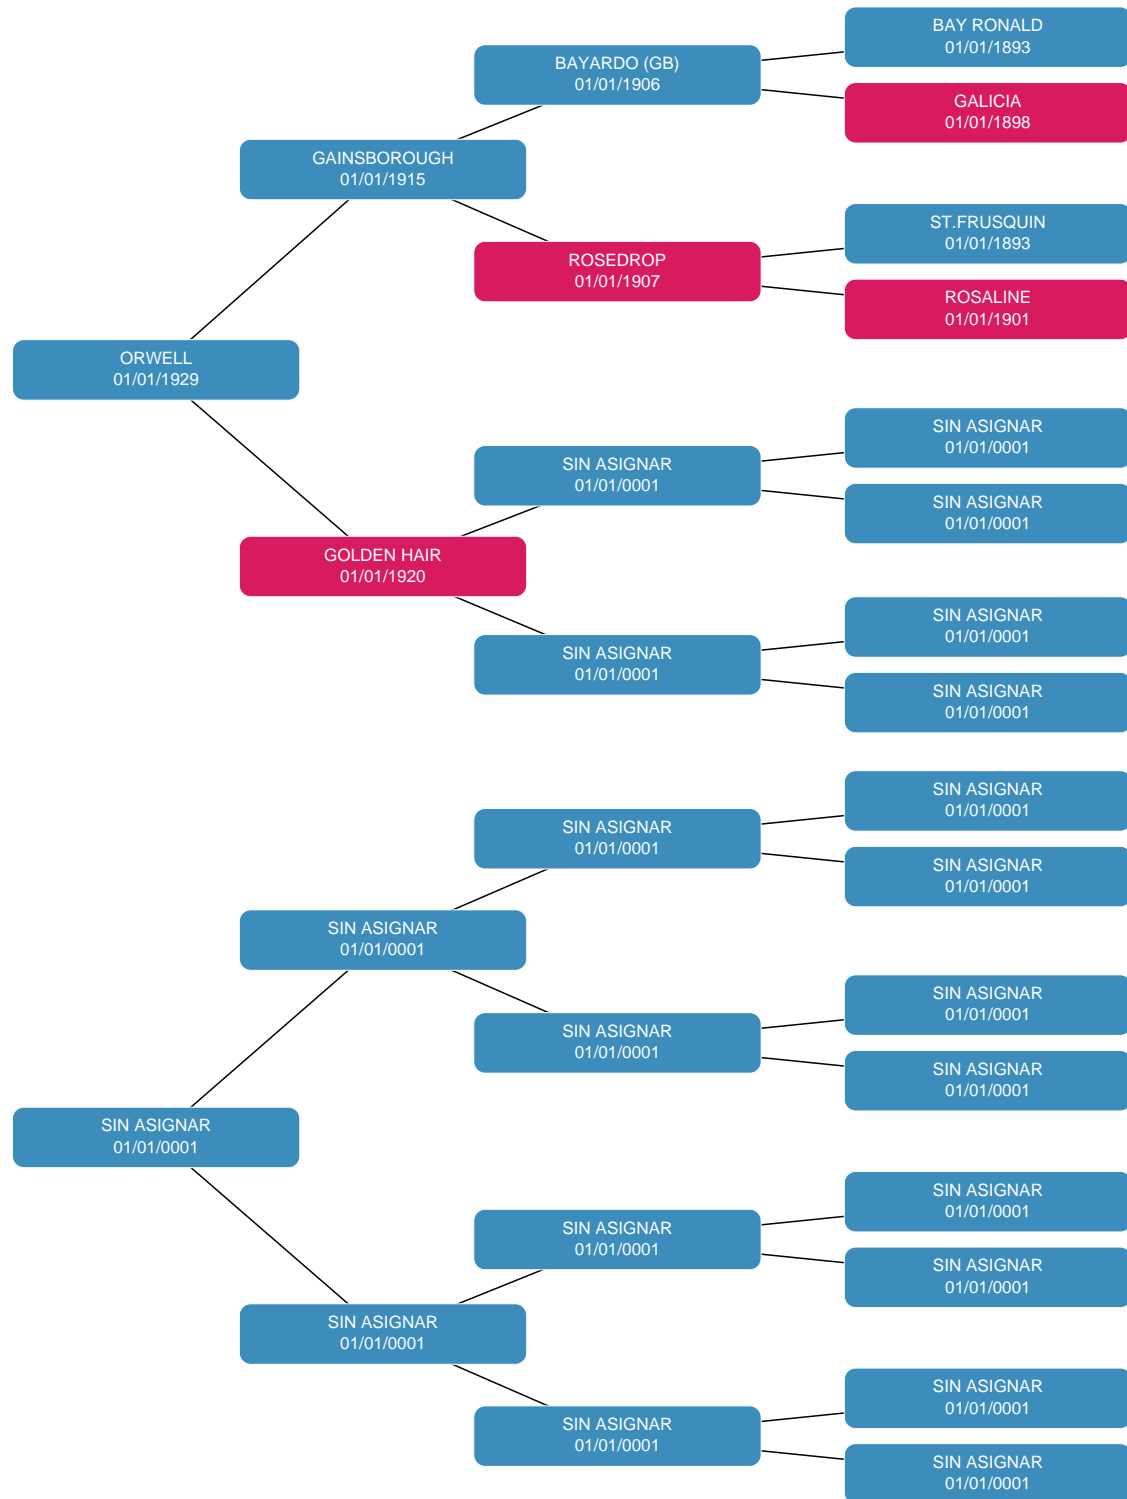 BAY RONALD
01/01/1893
BAYARDO (GB)
01/01/1906
GALICIA
01/01/1898
GAINSBOROUGH
01/01/1915
ST.FRUSQUIN
01/01/1893
ROSEDROP
01/01/1907
ROSALINE
01/01/1901
ORWELL
01/01/1929
SIN ASIGNAR
01/01/0001
SIN ASIGNAR
01/01/0001
SIN ASIGNAR
01/01/0001
GOLDEN HAIR
01/01/1920
SIN ASIGNAR
01/01/0001
SIN ASIGNAR
01/01/0001
SIN ASIGNAR
01/01/0001
SIN ASIGNAR
01/01/0001
SIN ASIGNAR
01/01/0001
SIN ASIGNAR
01/01/0001
SIN ASIGNAR
01/01/0001
SIN ASIGNAR
01/01/0001
SIN ASIGNAR
01/01/0001
SIN ASIGNAR
01/01/0001
SIN ASIGNAR
01/01/0001
SIN ASIGNAR
01/01/0001
SIN ASIGNAR
01/01/0001
SIN ASIGNAR
01/01/0001
SIN ASIGNAR
01/01/0001
SIN ASIGNAR
01/01/0001
SIN ASIGNAR
01/01/0001
SIN ASIGNAR
01/01/0001